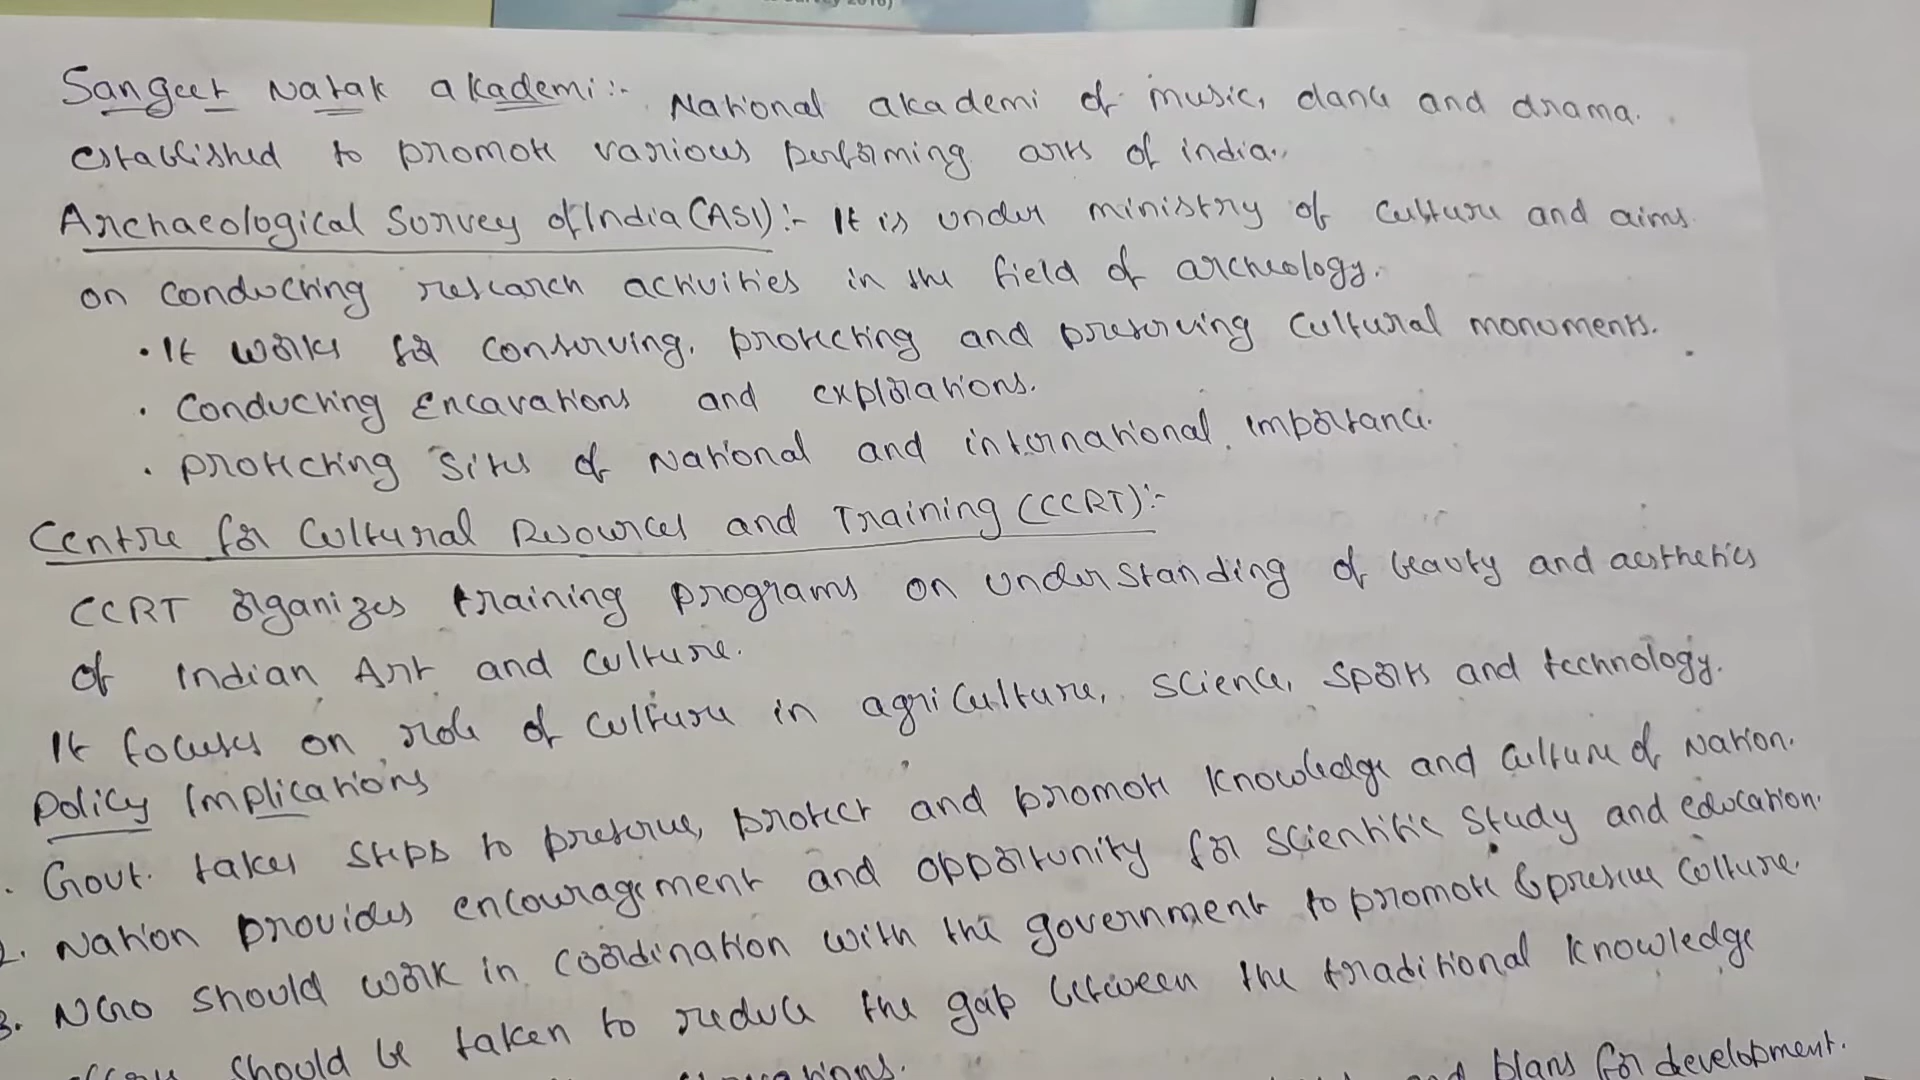 Sangeet Natak akademi:- National akademi of music, dance and drama.
established to promote various performing arts of india.
Archaeological Survey of India (ASI):- It is under ministry of culture and aims
on conducting research activities in the field of archeology.
• It works for conserving, protecting and preserving cultural monuments.
• Conducting Encavations and explorations.
• protecting sites of National and international importance.
Centre for Cultural Resources and Training (CCRT):-
CCRT organizes training programs on understanding of beauty and aesthetics
of Indian Art and culture.
It focuses on role of culture in agriculture, science, sports and technology.
Policy Implications
. Govt. takes steps to preserve, protect and promote knowledge and culture of Nation.
2. Nation provides encouragement and opportunity for scientific study and education.
3. NGO should work in coordination with the government to promote & preserve culture.
should be taken to reduce the gap between the traditional knowledge
and plans for development.